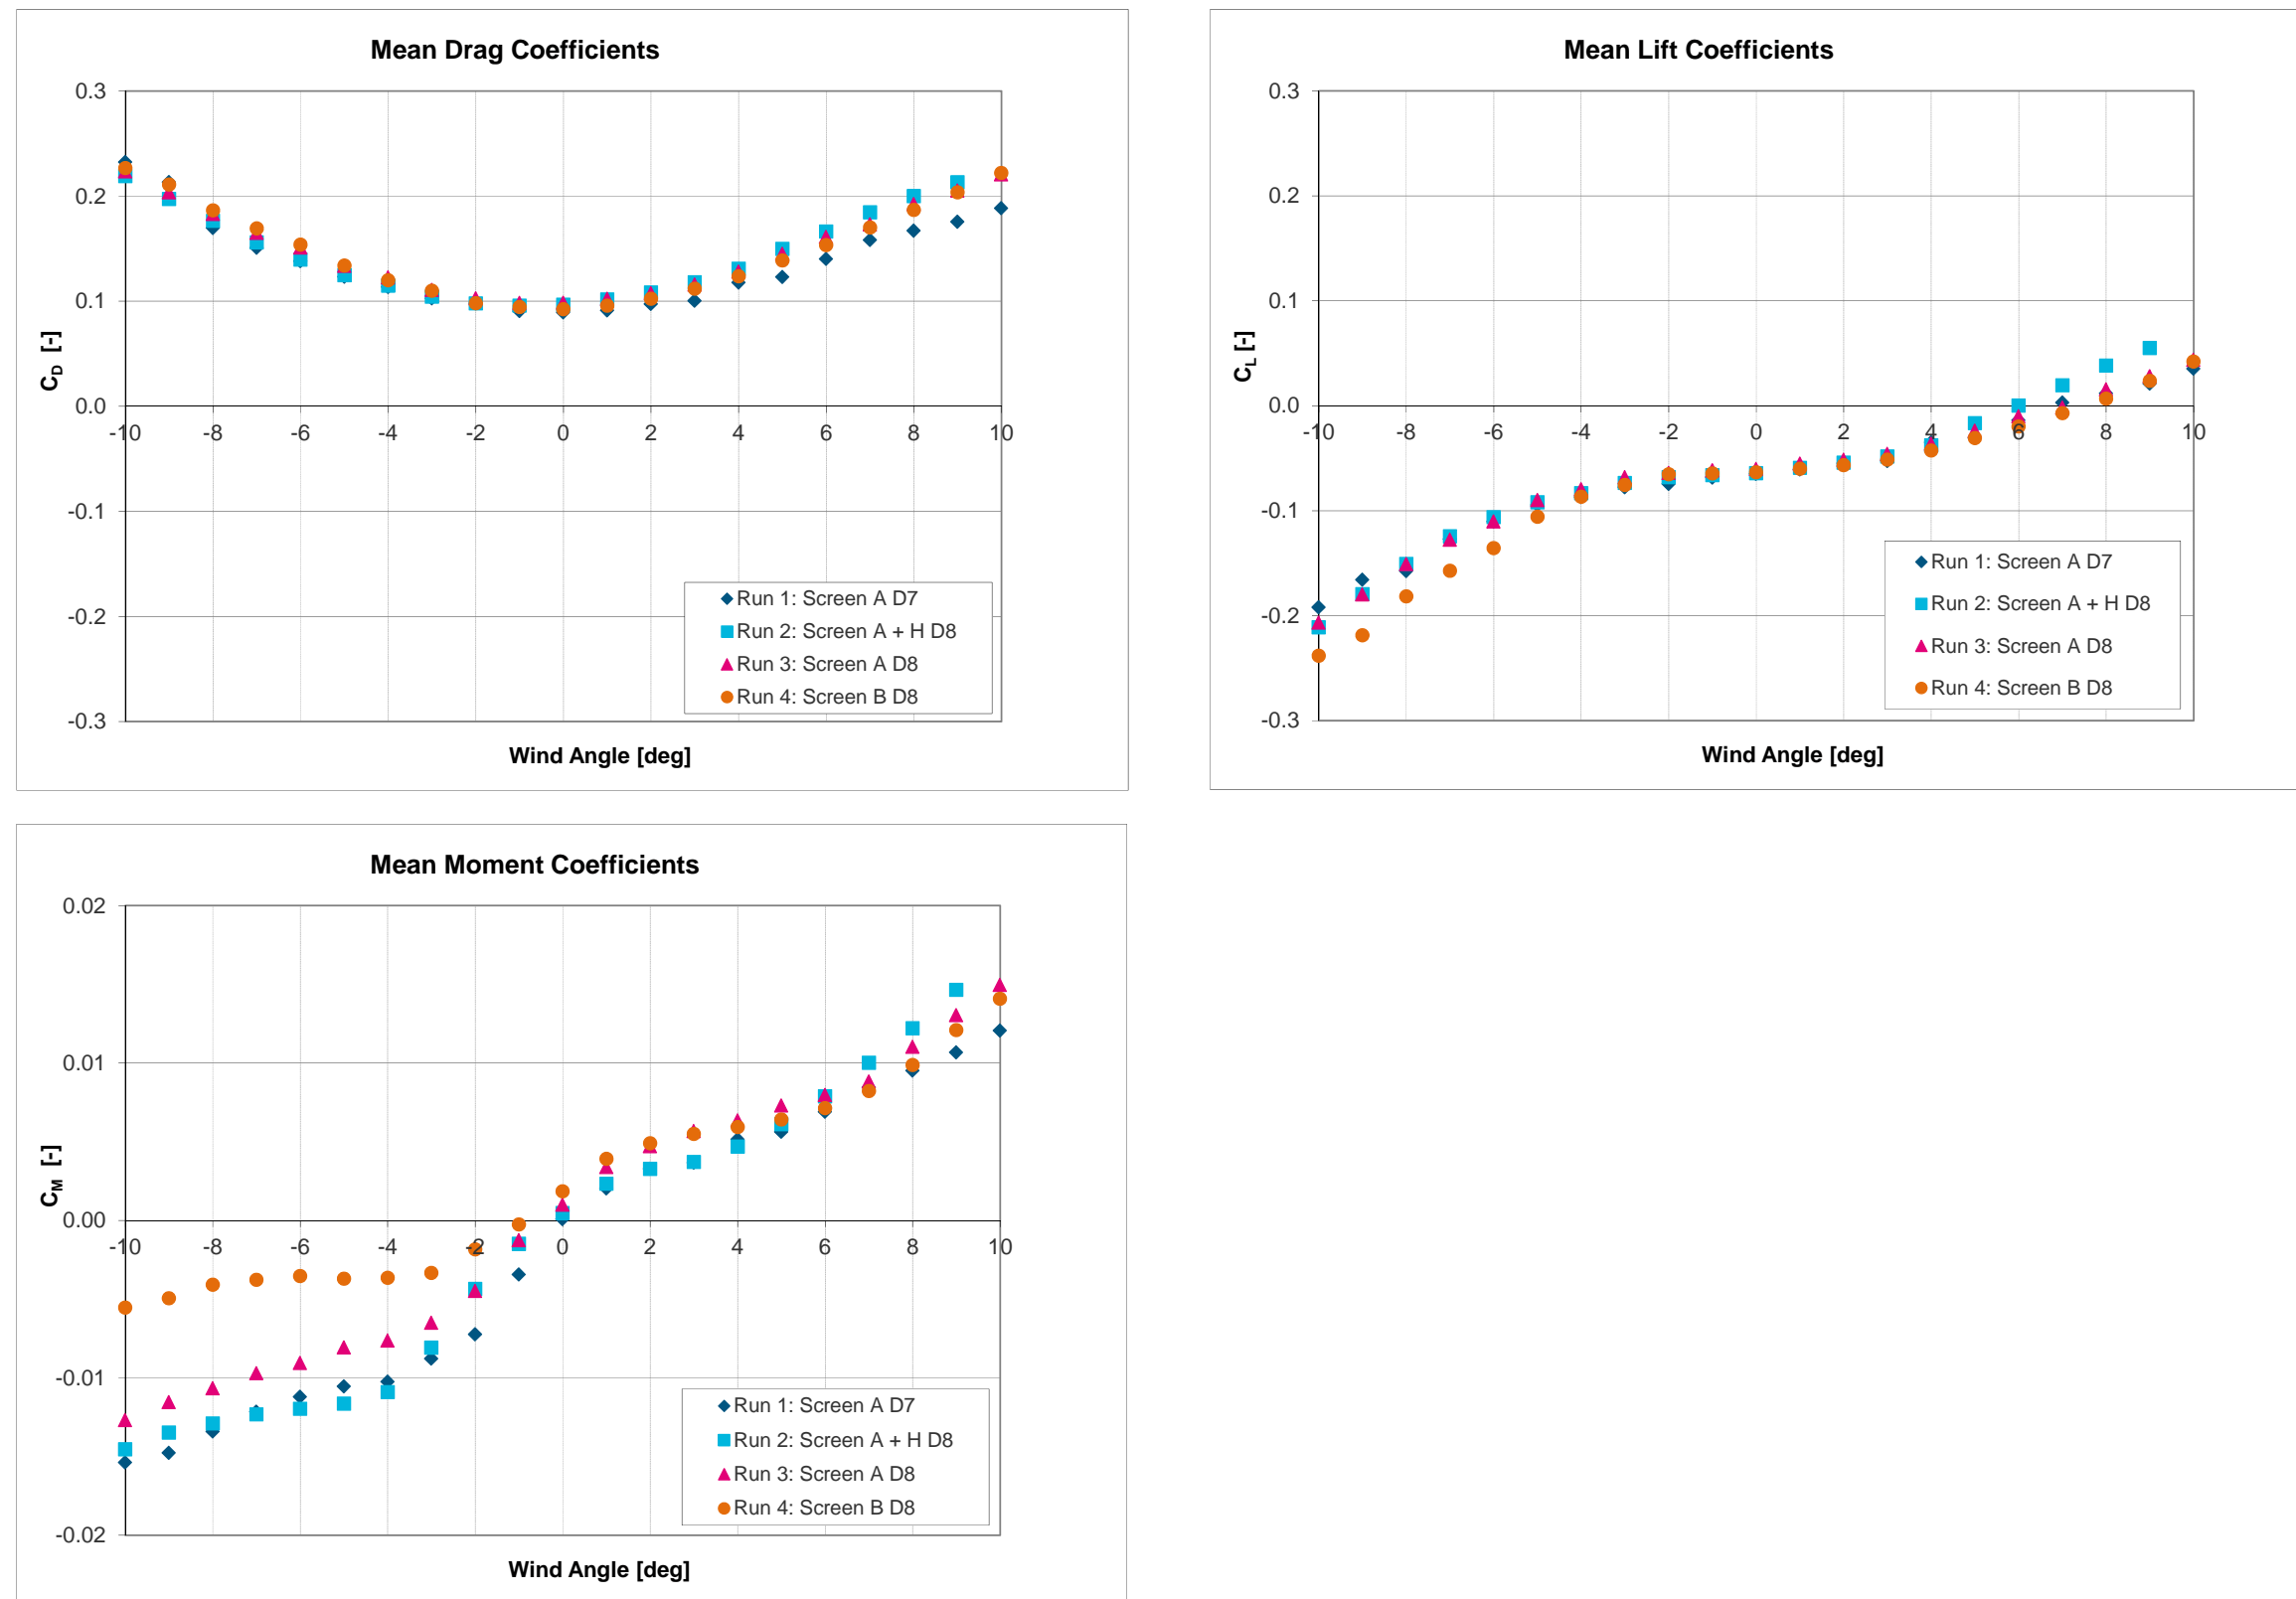 Mean Drag Coefficients
0.3
0.2
0.1
0.0
-0.1
-0.2
-0.3
-10 -8 -6 -4 -2 0 2 4 6 8 10
C_D [-]
Wind Angle [deg]
Run 1: Screen A D7
Run 2: Screen A + H D8
Run 3: Screen A D8
Run 4: Screen B D8
Mean Lift Coefficients
0.3
0.2
0.1
0.0
-0.1
-0.2
-0.3
-10 -8 -6 -4 -2 0 2 4 6 8 10
C_L [-]
Wind Angle [deg]
Run 1: Screen A D7
Run 2: Screen A + H D8
Run 3: Screen A D8
Run 4: Screen B D8
Mean Moment Coefficients
0.02
0.01
0.00
-0.01
-0.02
-10 -8 -6 -4 -2 0 2 4 6 8 10
C_M [-]
Wind Angle [deg]
Run 1: Screen A D7
Run 2: Screen A + H D8
Run 3: Screen A D8
Run 4: Screen B D8